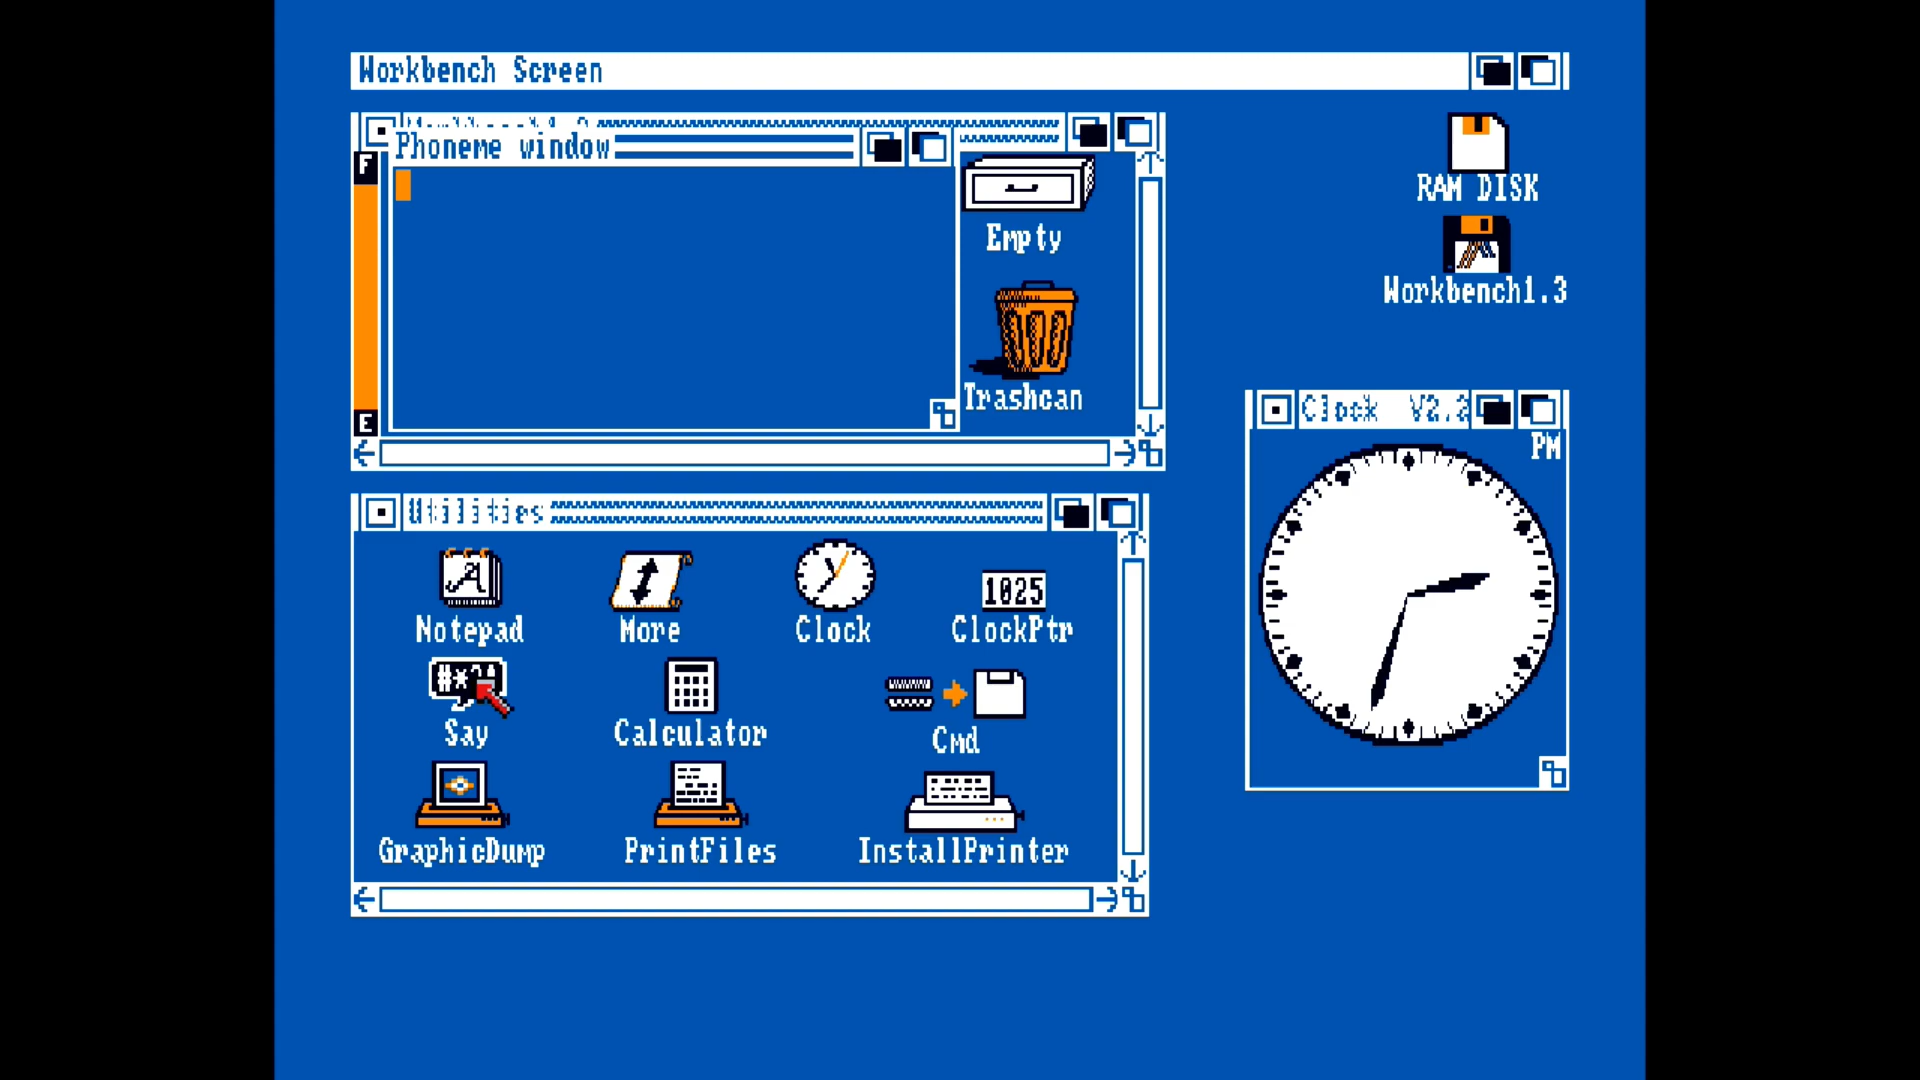 Workbench Screen
Phoneme window
F
E
Empty
Trashcan
RAM DISK
Workbench1.3
Clock V2.2
PM
Utilities
Notepad
More
Clock
1025
ClockPtr
Say
Calculator
Cmd
GraphicDump
PrintFiles
InstallPrinter